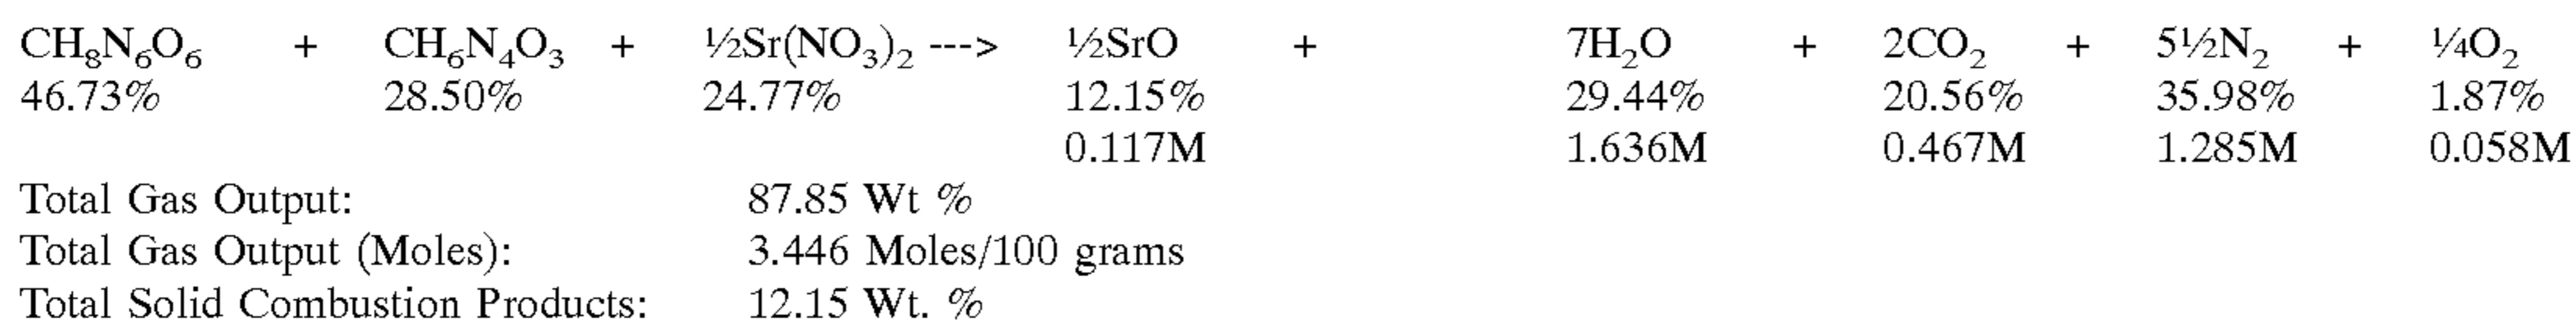 CH₈N₆O₆ + CH₆N₄O₃ + ½Sr(NO₃)₂ ---> ½SrO + 7H₂O + 2CO₂ + 5½N₂ + ¼O₂
46.73% 28.50% 24.77% 12.15% 29.44% 20.56% 35.98% 1.87%
0.117M 1.636M 0.467M 1.285M 0.058M
Total Gas Output: 87.85 Wt %
Total Gas Output (Moles): 3.446 Moles/100 grams
Total Solid Combustion Products: 12.15 Wt. %